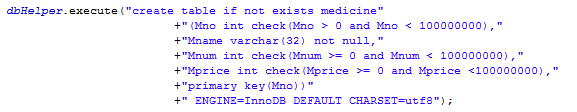 dbHelper.execute("create table if not exists medicine"
+"(Mno int check(Mno > 0 and Mno < 100000000),"
+"Mname varchar(32) not null,"
+"Mnum int check(Mnum >= 0 and Mnum < 100000000),"
+"Mprice int check(Mprice >= 0 and Mprice <100000000),"
+"primary key(Mno))"
+" ENGINE=InnoDB DEFAULT CHARSET=utf8");